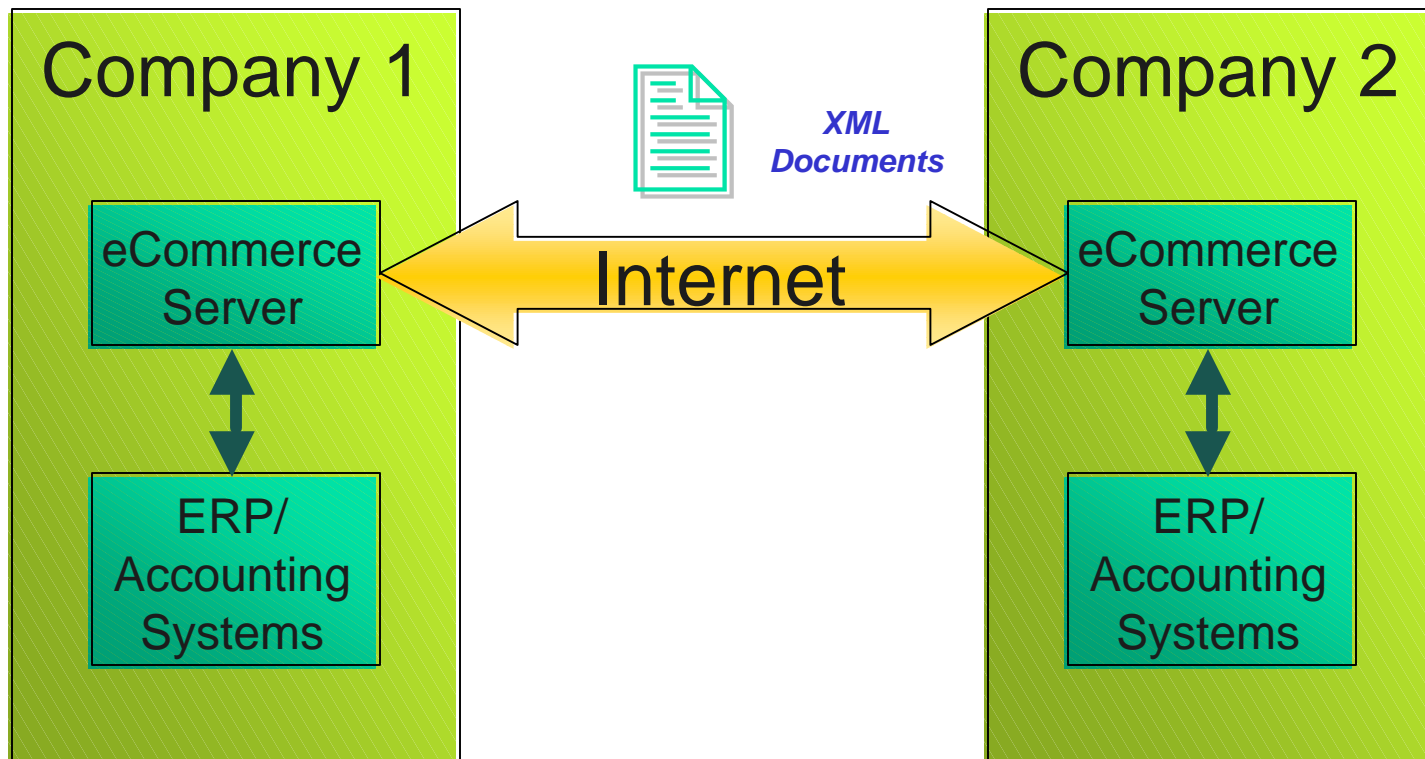 Company 1
eCommerce
Server
ERP/
Accounting
Systems
XML
Documents
Internet
Company 2
eCommerce
Server
ERP/
Accounting
Systems